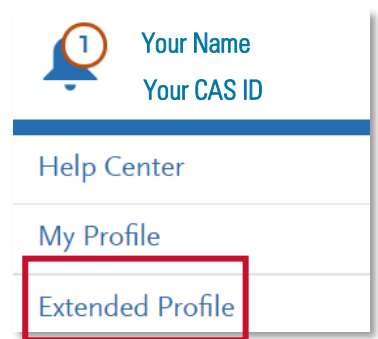 1
Your Name
Your CAS ID
Help Center
My Profile
Extended Profile